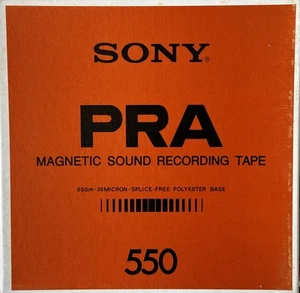 SONY®
PRA
MAGNETIC SOUND RECORDING TAPE
550m·36MICRON·SPLICE-FREE POLYESTER BASE
550